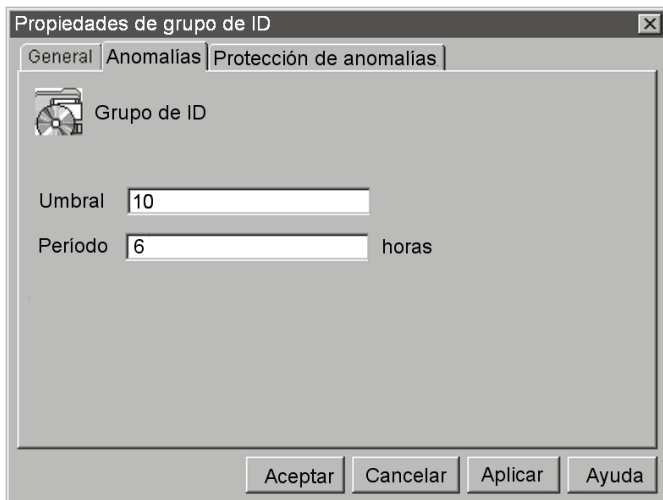 Propiedades de grupo de ID
General Anomalías Protección de anomalías
Grupo de ID
Umbral 10
Período 6 horas
Aceptar Cancelar Aplicar Ayuda